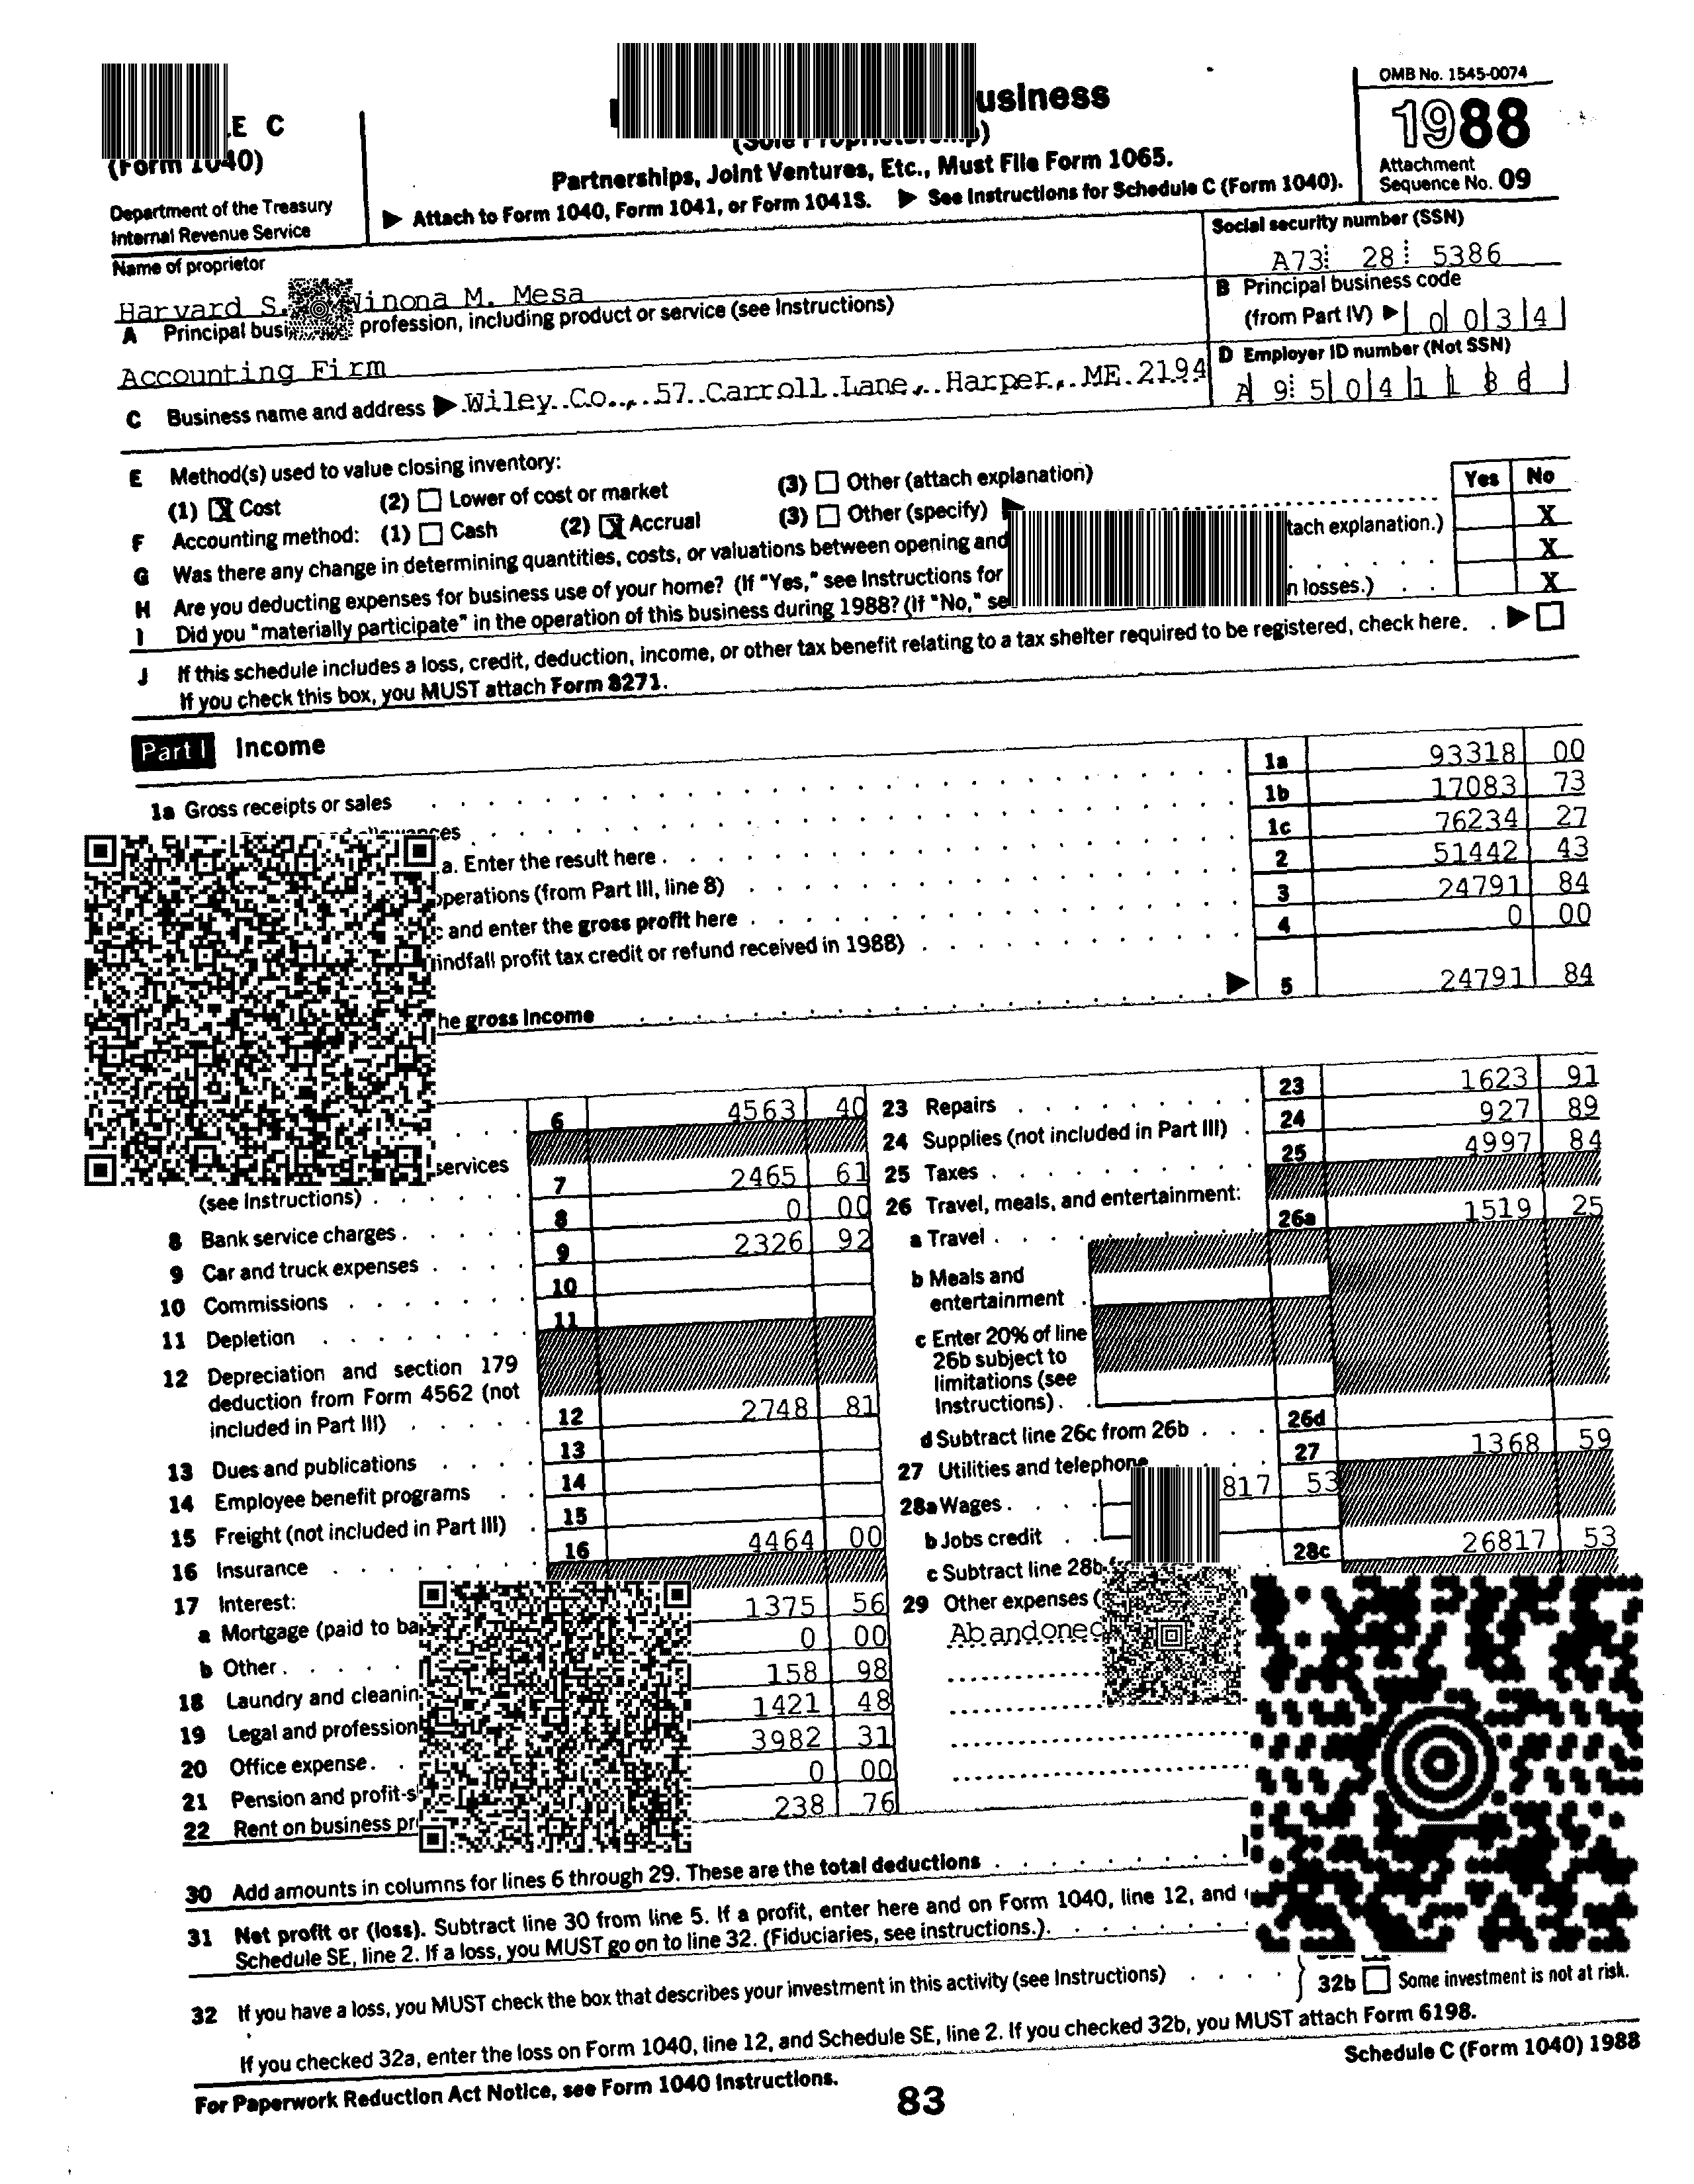 E C
(Form 1040)
Department of the Treasury
Internal Revenue Service
usiness
Partnerships, Joint Ventures, Etc., Must File Form 1065.
▶ Attach to Form 1040, Form 1041, or Form 1041S. ▶ See Instructions for Schedule C (Form 1040).
OMB No. 1545-0074
1988
Attachment
Sequence No. 09
Name of proprietor
Harvard S. Winona M. Mesa
Social security number (SSN)
A73 28 5386
A Principal profession, including product or service (see Instructions)
Accounting Firm
B Principal business code
(from Part IV) ▶ 0 0 3 4
C Business name and address ▶ Wiley Co., 57 Carroll Lane, Harper, ME 2194
D Employer ID number (Not SSN)
A 9 5 0 4 1 1 8 6
E Method(s) used to value closing inventory:
(1) X Cost (2) Lower of cost or market (3) Other (attach explanation)
F Accounting method: (1) Cash (2) X Accrual (3) Other (specify) ▶
Yes No
G Was there any change in determining quantities, costs, or valuations between opening and tach explanation.) X
H Are you deducting expenses for business use of your home? (If "Yes," see Instructions for X
I Did you "materially participate" in the operation of this business during 1988? (If "No," se n losses.) X
J If this schedule includes a loss, credit, deduction, income, or other tax benefit relating to a tax shelter required to be registered, check here. ▶
If you check this box, you MUST attach Form 8271.
Part I Income
1a Gross receipts or sales 1a 93318 00
1b 17083 73
a. Enter the result here 1c 76234 27
operations (from Part III, line 8) 2 51442 43
and enter the gross profit here 3 24791 84
indfall profit tax credit or refund received in 1988) 4 0 00
he gross income ▶ 5 24791 84
6 4563 40
services
(see Instructions) 7 2465 61
8 Bank service charges 8 0 00
9 Car and truck expenses 9 2326 92
10 Commissions 10
11 Depletion 11
12 Depreciation and section 179
deduction from Form 4562 (not
included in Part III) 12 2748 81
13 Dues and publications 13
14 Employee benefit programs 14
15 Freight (not included in Part III) 15
16 Insurance 16 4464 00
17 Interest:
a Mortgage (paid to ba 1375 56
b Other 0 00
18 Laundry and cleanin 158 98
19 Legal and profession 1421 48
20 Office expense 3982 31
21 Pension and profit-s 0 00
22 Rent on business pr 238 76
23 Repairs 23 1623 91
24 Supplies (not included in Part III) 24 927 89
25 Taxes 25 4997 84
26 Travel, meals, and entertainment:
a Travel 26a 1519 25
b Meals and
entertainment
c Enter 20% of line
26b subject to
limitations (see
Instructions)
d Subtract line 26c from 26b 26d
27 Utilities and telephone 27 1368 59
28a Wages 817 53
b Jobs credit
c Subtract line 28b 28c 26817 53
29 Other expenses (
Abandoned
30 Add amounts in columns for lines 6 through 29. These are the total deductions
31 Net profit or (loss). Subtract line 30 from line 5. If a profit, enter here and on Form 1040, line 12, and
Schedule SE, line 2. If a loss, you MUST go on to line 32. (Fiduciaries, see instructions.)
32 If you have a loss, you MUST check the box that describes your investment in this activity (see Instructions)
32b Some investment is not at risk.
If you checked 32a, enter the loss on Form 1040, line 12, and Schedule SE, line 2. If you checked 32b, you MUST attach Form 6198.
For Paperwork Reduction Act Notice, see Form 1040 Instructions.
83
Schedule C (Form 1040) 1988